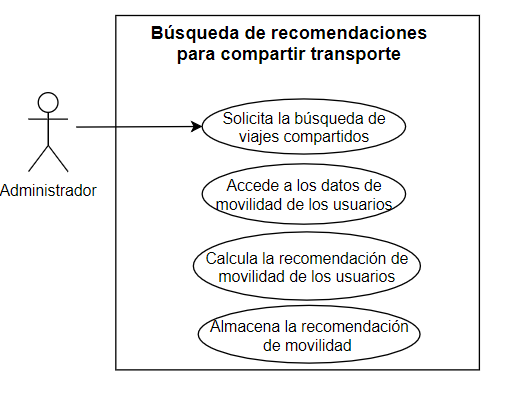 Búsqueda de recomendaciones
para compartir transporte
Solicita la búsqueda de
viajes compartidos
Administrador
Accede a los datos de
movilidad de los usuarios
Calcula la recomendación de
movilidad de los usuarios
Almacena la recomendación
de movilidad